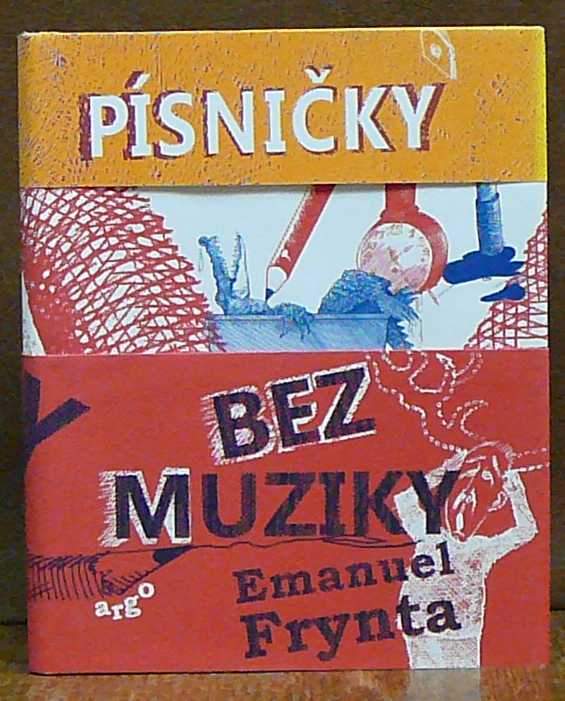 PÍSNIČKY
BEZ
MUZIKY
Emanuel
Frynta
argo